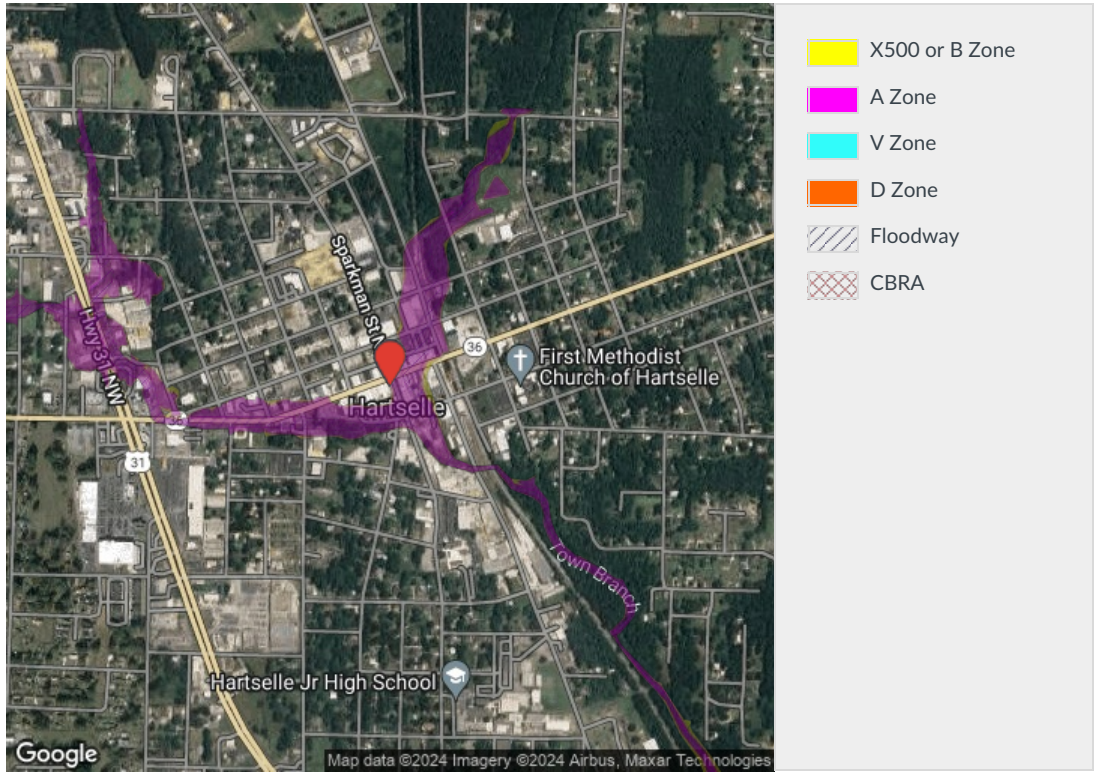 X500 or B Zone
A Zone
V Zone
D Zone
Floodway
CBRA
Sparkman St N
Hwy 31 NW
36
First Methodist
Church of Hartselle
Hartselle
36
31
Town Branch
Hartselle Jr High School
Google
Map data ©2024 Imagery ©2024 Airbus, Maxar Technologies